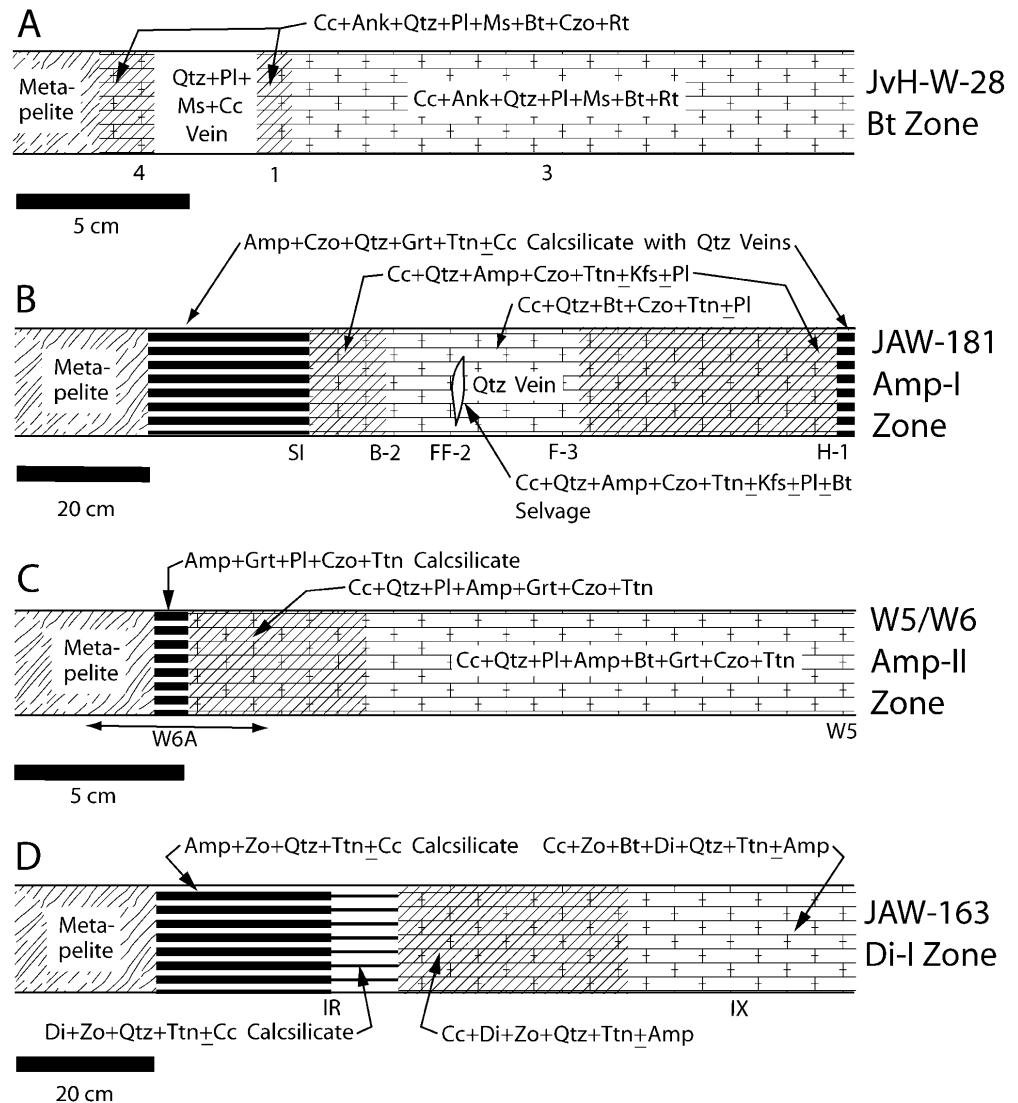 A
Cc+Ank+Qtz+Pl+Ms+Bt+Czo+Rt
Meta-
pelite
Qtz+Pl+
Ms+Cc
Vein
Cc+Ank+Qtz+Pl+Ms+Bt+Rt
JvH-W-28
Bt Zone
4
1
3
5 cm
B
Amp+Czo+Qtz+Grt+Ttn±Cc Calcsilicate with Qtz Veins
Cc+Qtz+Amp+Czo+Ttn±Kfs±Pl
Cc+Qtz+Bt+Czo+Ttn±Pl
Meta-
pelite
Qtz Vein
JAW-181
Amp-I
Zone
SI
B-2
FF-2
F-3
H-1
20 cm
Cc+Qtz+Amp+Czo+Ttn±Kfs±Pl±Bt
Selvage
C
Amp+Grt+Pl+Czo+Ttn Calcsilicate
Cc+Qtz+Pl+Amp+Grt+Czo+Ttn
Meta-
pelite
Cc+Qtz+Pl+Amp+Bt+Grt+Czo+Ttn
W5/W6
Amp-II
Zone
W6A
W5
5 cm
D
Amp+Zo+Qtz+Ttn±Cc Calcsilicate
Cc+Zo+Bt+Di+Qtz+Ttn±Amp
Meta-
pelite
JAW-163
Di-I Zone
IR
IX
Di+Zo+Qtz+Ttn±Cc Calcsilicate
Cc+Di+Zo+Qtz+Ttn±Amp
20 cm